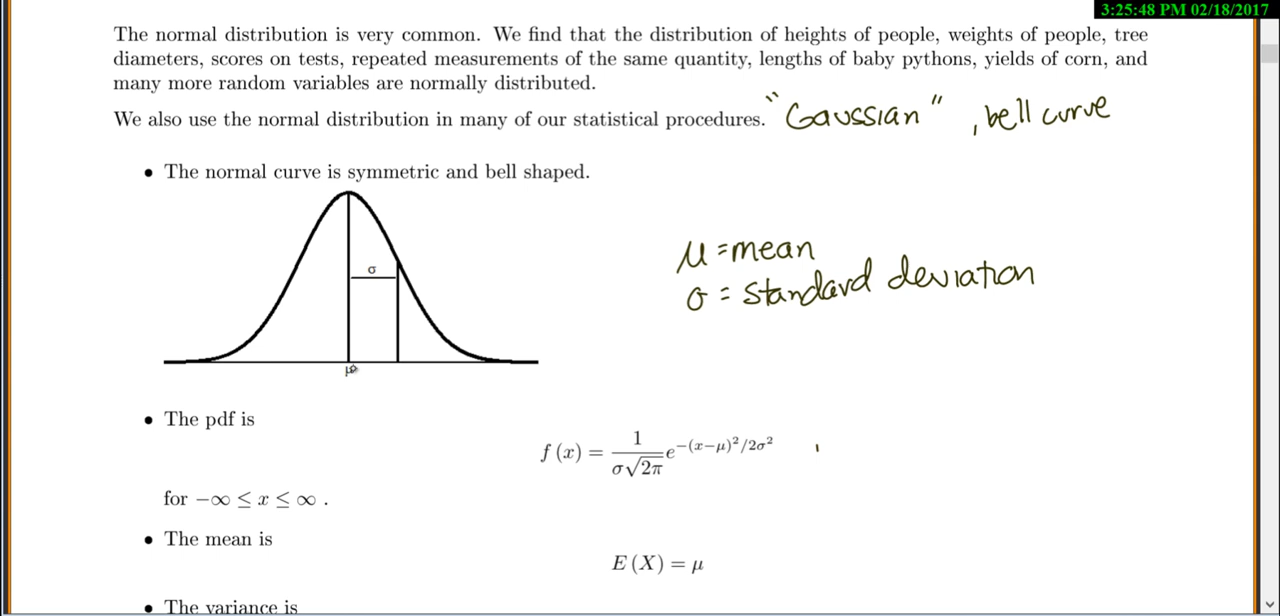 3:25:48 PM 02/18/2017
The normal distribution is very common. We find that the distribution of heights of people, weights of people, tree
diameters, scores on tests, repeated measurements of the same quantity, lengths of baby pythons, yields of corn, and
many more random variables are normally distributed.
We also use the normal distribution in many of our statistical procedures. "Gaussian" , bell curve
• The normal curve is symmetric and bell shaped.
σ
μ = mean
σ = standard deviation
μ
• The pdf is
f (x) = 1/(σ√2π) e^−(x−μ)²/2σ²
for −∞ ≤ x ≤ ∞ .
• The mean is
E (X) = μ
• The variance is